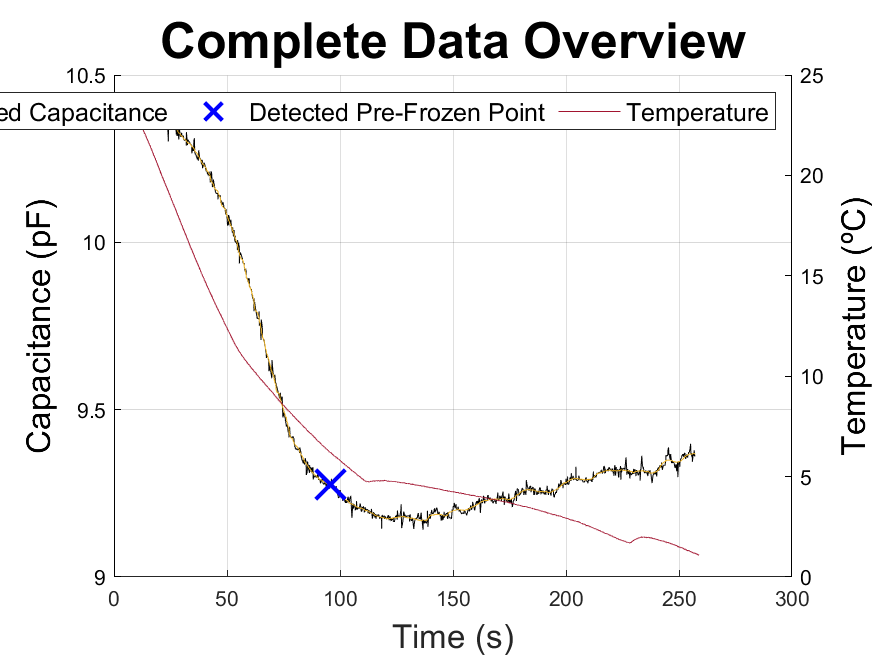 Complete Data Overview
ed Capacitance Detected Pre-Frozen Point Temperature
Capacitance (pF)
10.5
10
9.5
9
Temperature (ºC)
25
20
15
10
5
0
0 50 100 150 200 250 300
Time (s)